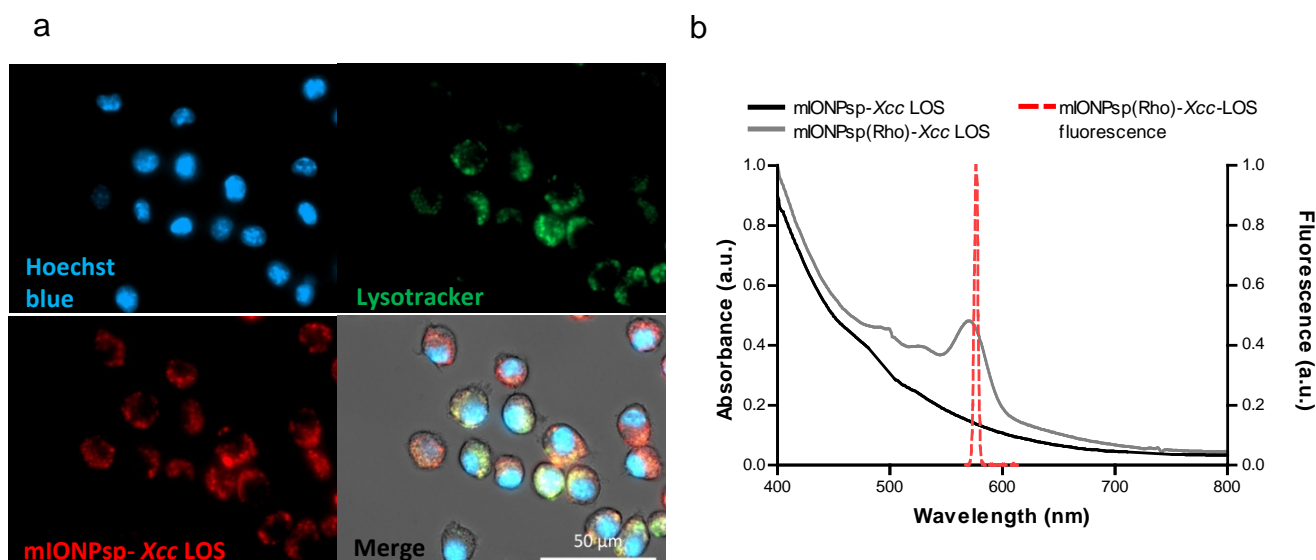 a
Hoechst
blue
Lysotracker
mIONPsp- Xcc LOS
Merge
50 µm
b
mIONPsp-Xcc LOS
mIONPsp(Rho)-Xcc LOS
mIONPsp(Rho)-Xcc-LOS
fluorescence
Absorbance (a.u.)
1.0
0.8
0.6
0.4
0.2
0.0
1.0
0.8
0.6
0.4
0.2
0.0
Fluorescence (a.u.)
400 500 600 700 800
Wavelength (nm)